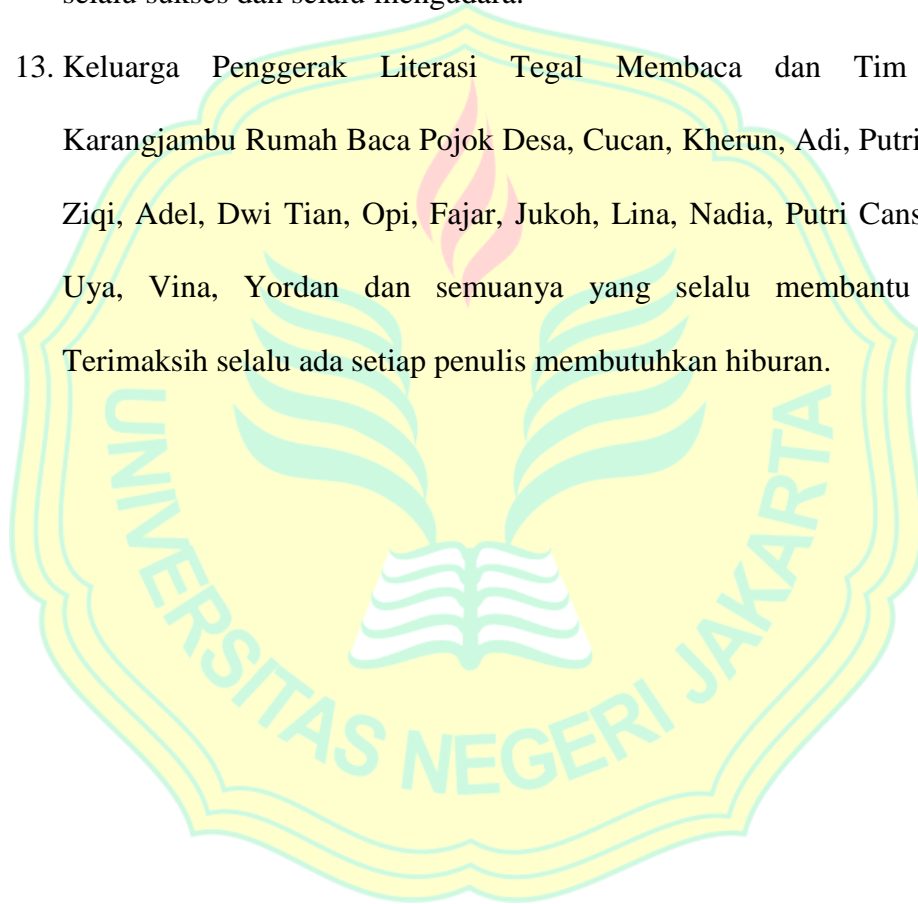 selalu sukses dan selalu mengudara.
13. Keluarga Penggerak Literasi Tegal Membaca dan Tim
Karangjambu Rumah Baca Pojok Desa, Cucan, Kherun, Adi, Putri
Ziqi, Adel, Dwi Tian, Opi, Fajar, Jukoh, Lina, Nadia, Putri Cans
Uya, Vina, Yordan dan semuanya yang selalu membantu
Terimaksih selalu ada setiap penulis membutuhkan hiburan.
UNIVERSITAS NEGERI JAKARTA